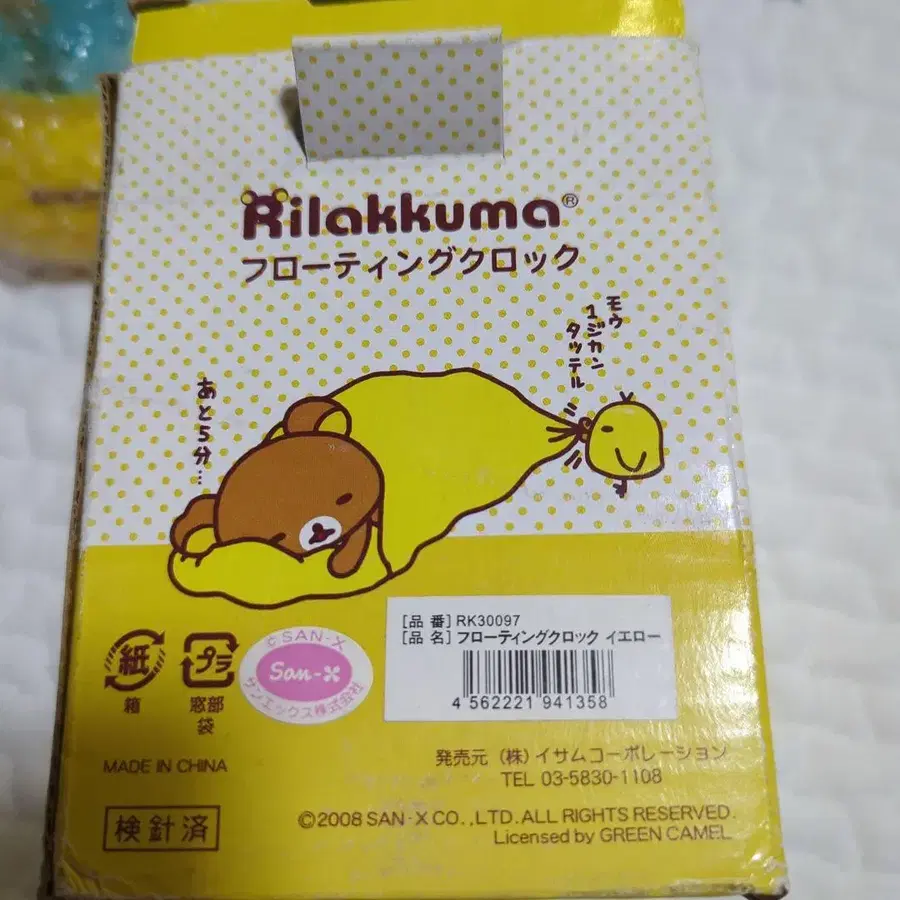 Rilakkuma®
フローティングクロック
モウ
1ジカン
タッテル
あと5分…
[品 番] RK30097
[品 名] フローティングクロック イエロー
4 562221 941358
紙
箱
プラ
窓部
袋
©SAN-X
San-X
サンエックス株式会社
発売元 (株) イサムコーポレーション
TEL 03-5830-1108
MADE IN CHINA
検針済
©2008 SAN-X CO.,LTD. ALL RIGHTS RESERVED.
Licensed by GREEN CAMEL